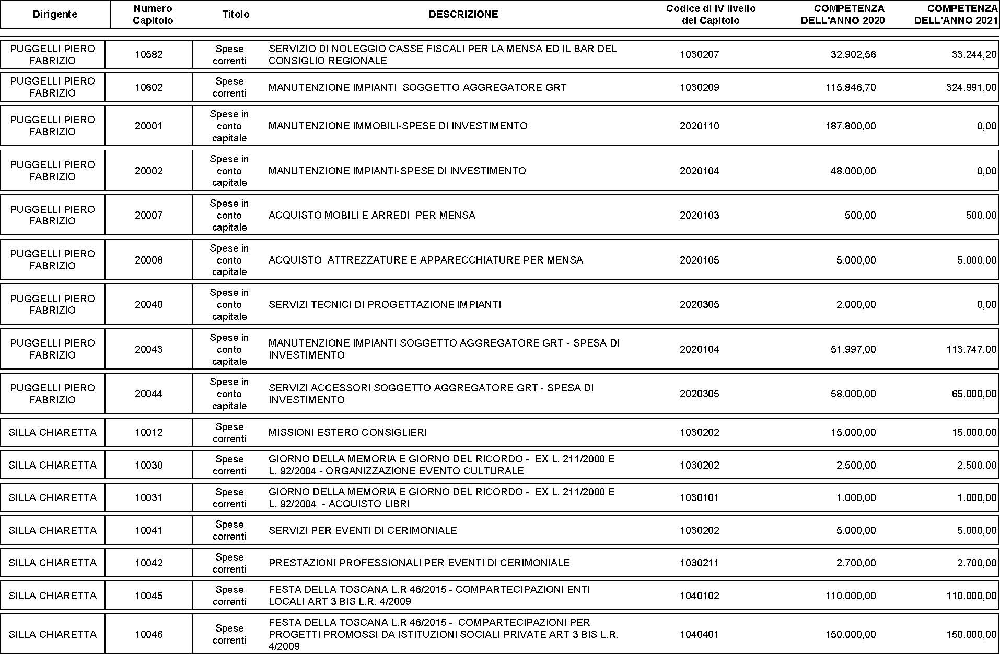 Dirigente Numero Capitolo Titolo DESCRIZIONE Codice di IV livello del Capitolo COMPETENZA DELL'ANNO 2020 COMPETENZA DELL'ANNO 2021
PUGGELLI PIERO FABRIZIO 10582 Spese correnti SERVIZIO DI NOLEGGIO CASSE FISCALI PER LA MENSA ED IL BAR DEL CONSIGLIO REGIONALE 1030207 32.902,56 33.244,20
PUGGELLI PIERO FABRIZIO 10602 Spese correnti MANUTENZIONE IMPIANTI SOGGETTO AGGREGATORE GRT 1030209 115.846,70 324.991,00
PUGGELLI PIERO FABRIZIO 20001 Spese in conto capitale MANUTENZIONE IMMOBILI-SPESE DI INVESTIMENTO 2020110 187.800,00 0,00
PUGGELLI PIERO FABRIZIO 20002 Spese in conto capitale MANUTENZIONE IMPIANTI-SPESE DI INVESTIMENTO 2020104 48.000,00 0,00
PUGGELLI PIERO FABRIZIO 20007 Spese in conto capitale ACQUISTO MOBILI E ARREDI PER MENSA 2020103 500,00 500,00
PUGGELLI PIERO FABRIZIO 20008 Spese in conto capitale ACQUISTO ATTREZZATURE E APPARECCHIATURE PER MENSA 2020105 5.000,00 5.000,00
PUGGELLI PIERO FABRIZIO 20040 Spese in conto capitale SERVIZI TECNICI DI PROGETTAZIONE IMPIANTI 2020305 2.000,00 0,00
PUGGELLI PIERO FABRIZIO 20043 Spese in conto capitale MANUTENZIONE IMPIANTI SOGGETTO AGGREGATORE GRT - SPESA DI INVESTIMENTO 2020104 51.997,00 113.747,00
PUGGELLI PIERO FABRIZIO 20044 Spese in conto capitale SERVIZI ACCESSORI SOGGETTO AGGREGATORE GRT - SPESA DI INVESTIMENTO 2020305 58.000,00 65.000,00
SILLA CHIARETTA 10012 Spese correnti MISSIONI ESTERO CONSIGLIERI 1030202 15.000,00 15.000,00
SILLA CHIARETTA 10030 Spese correnti GIORNO DELLA MEMORIA E GIORNO DEL RICORDO - EX L. 211/2000 E L. 92/2004 - ORGANIZZAZIONE EVENTO CULTURALE 1030202 2.500,00 2.500,00
SILLA CHIARETTA 10031 Spese correnti GIORNO DELLA MEMORIA E GIORNO DEL RICORDO - EX L. 211/2000 E L. 92/2004 - ACQUISTO LIBRI 1030101 1.000,00 1.000,00
SILLA CHIARETTA 10041 Spese correnti SERVIZI PER EVENTI DI CERIMONIALE 1030202 5.000,00 5.000,00
SILLA CHIARETTA 10042 Spese correnti PRESTAZIONI PROFESSIONALI PER EVENTI DI CERIMONIALE 1030211 2.700,00 2.700,00
SILLA CHIARETTA 10045 Spese correnti FESTA DELLA TOSCANA L.R 46/2015 - COMPARTECIPAZIONI ENTI LOCALI ART 3 BIS L.R. 4/2009 1040102 110.000,00 110.000,00
SILLA CHIARETTA 10046 Spese correnti FESTA DELLA TOSCANA L.R 46/2015 - COMPARTECIPAZIONI PER PROGETTI PROMOSSI DA ISTITUZIONI SOCIALI PRIVATE ART 3 BIS L.R. 4/2009 1040401 150.000,00 150.000,00